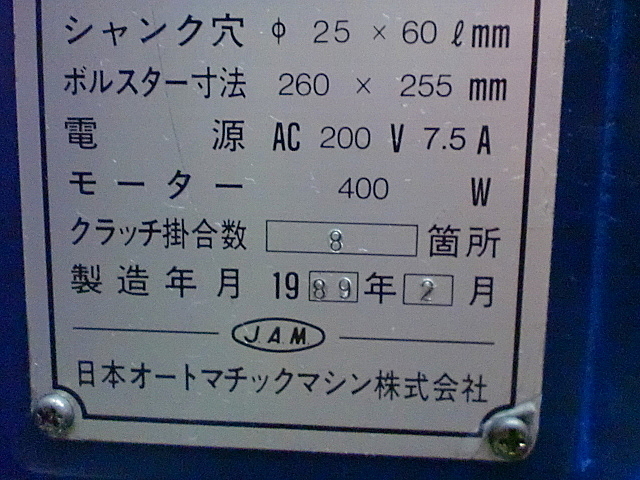 シャンク穴 φ 25 × 60 ℓmm
ボルスター寸法 260 × 255 mm
電源 AC 200 V 7.5 A
モーター 400 W
クラッチ掛合数 8 箇所
製造年月 1989年2月
J.A.M.
日本オートマチックマシン株式会社